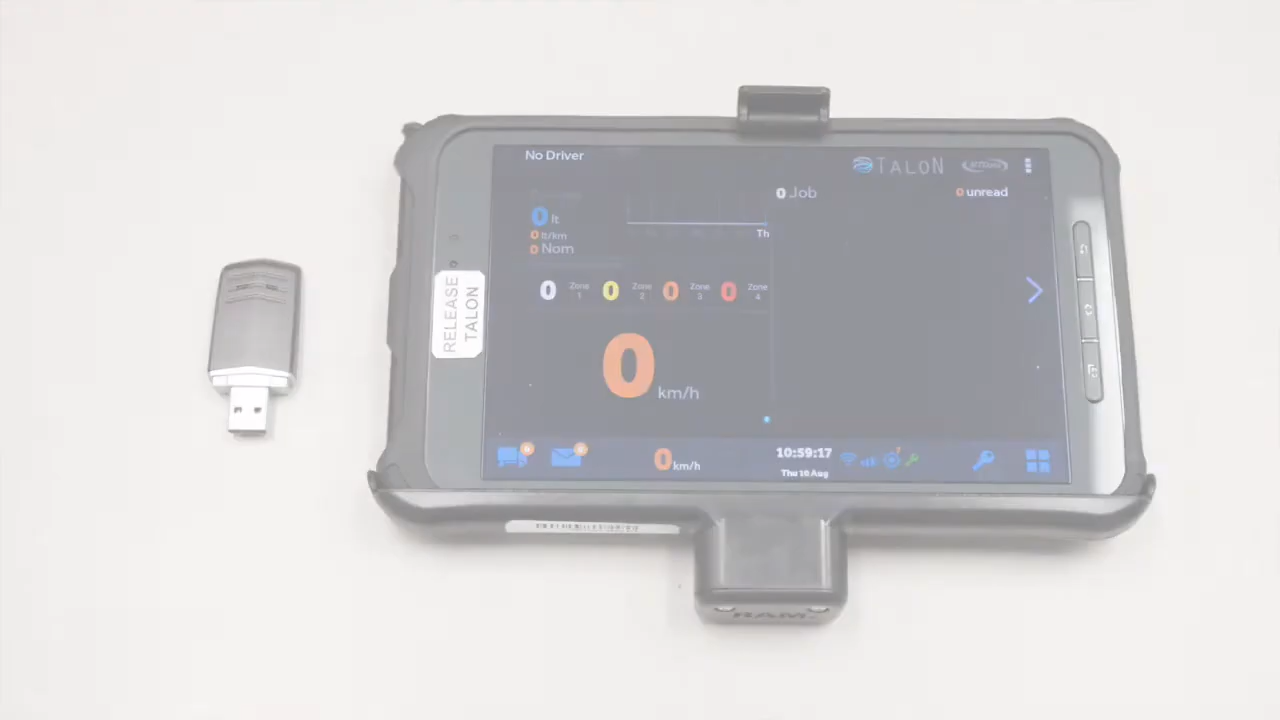 No Driver
TALON
0 Job
0 unread
0 lt
0 lt/km
0 Nom
Th
0 Zone 1 0 Zone 2 0 Zone 3 0 Zone 4
0 km/h
0 km/h
10:59:17
Thu 10 Aug
RELEASE
TALON
RAM